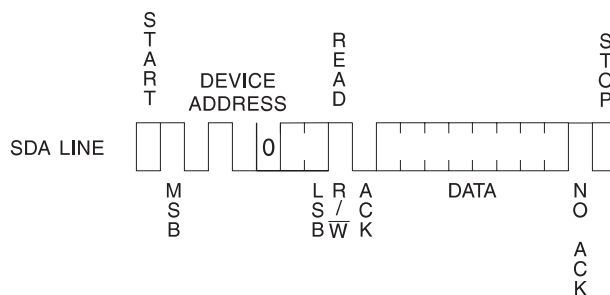 START
DEVICE
ADDRESS
READ
STOP
SDA LINE
0
MSB
LSB
R/W̅
ACK
DATA
NO ACK